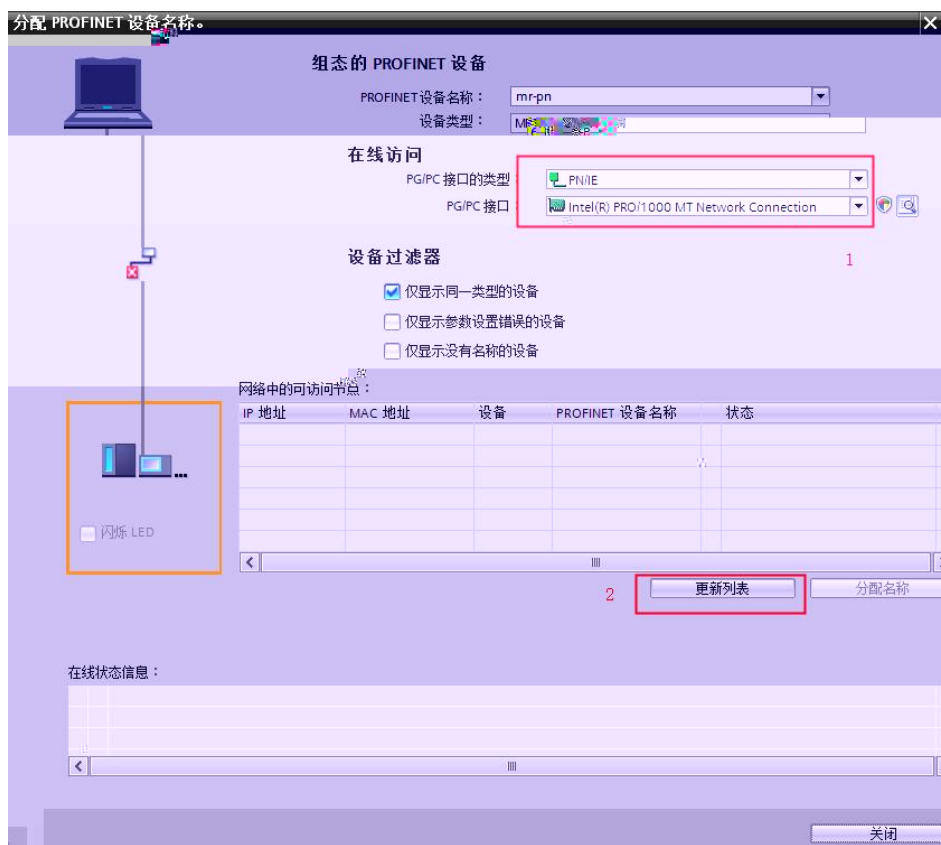 分配 PROFINET 设备名称。
组态的 PROFINET 设备
PROFINET设备名称： mr-pn
设备类型：
在线访问
PG/PC 接口的类型： PN/IE
PG/PC 接口： Intel(R) PRO/1000 MT Network Connection
1
设备过滤器
仅显示同一类型的设备
仅显示参数设置错误的设备
仅显示没有名称的设备
网络中的可访问节点：
IP 地址 MAC 地址 设备 PROFINET 设备名称 状态
闪烁 LED
2 更新列表 分配名称
在线状态信息：
关闭